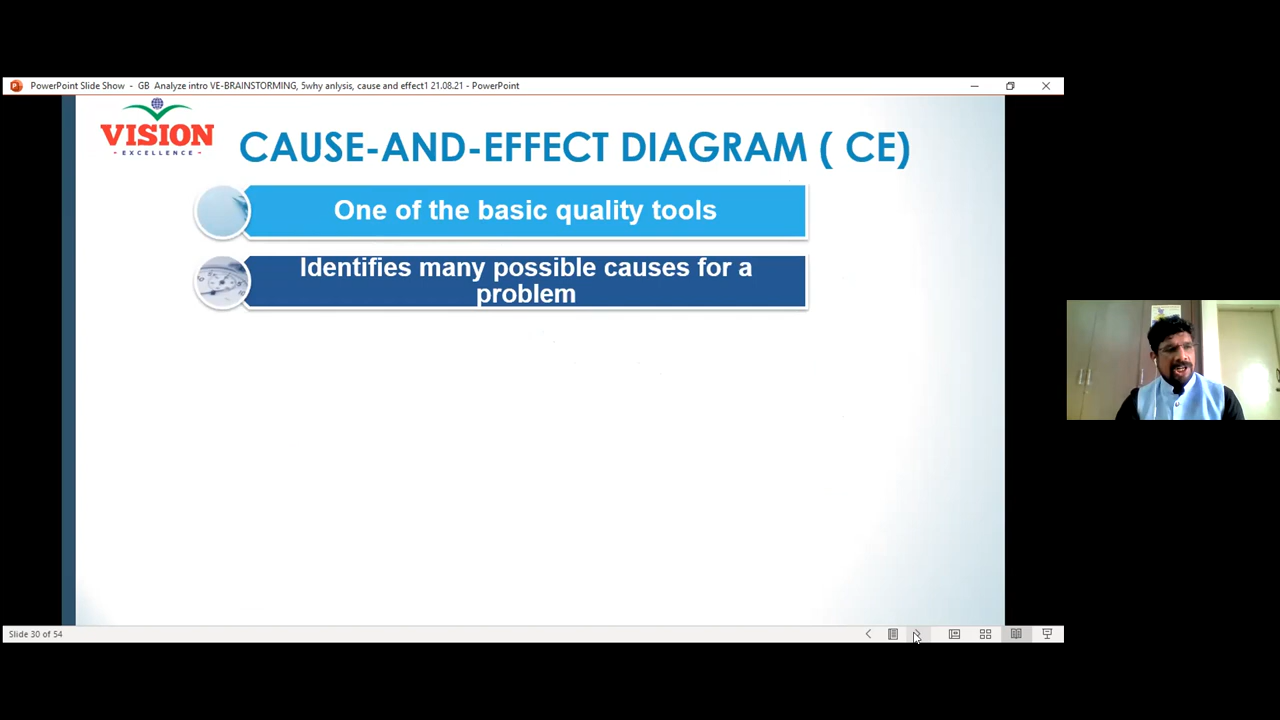 PowerPoint Slide Show - GB Analyze intro VE-BRAINSTORMING, 5why anlysis, cause and effect1 21.08.21 - PowerPoint
VISION
- EXCELLENCE -
CAUSE-AND-EFFECT DIAGRAM ( CE)
One of the basic quality tools
Identifies many possible causes for a
problem
Slide 30 of 54